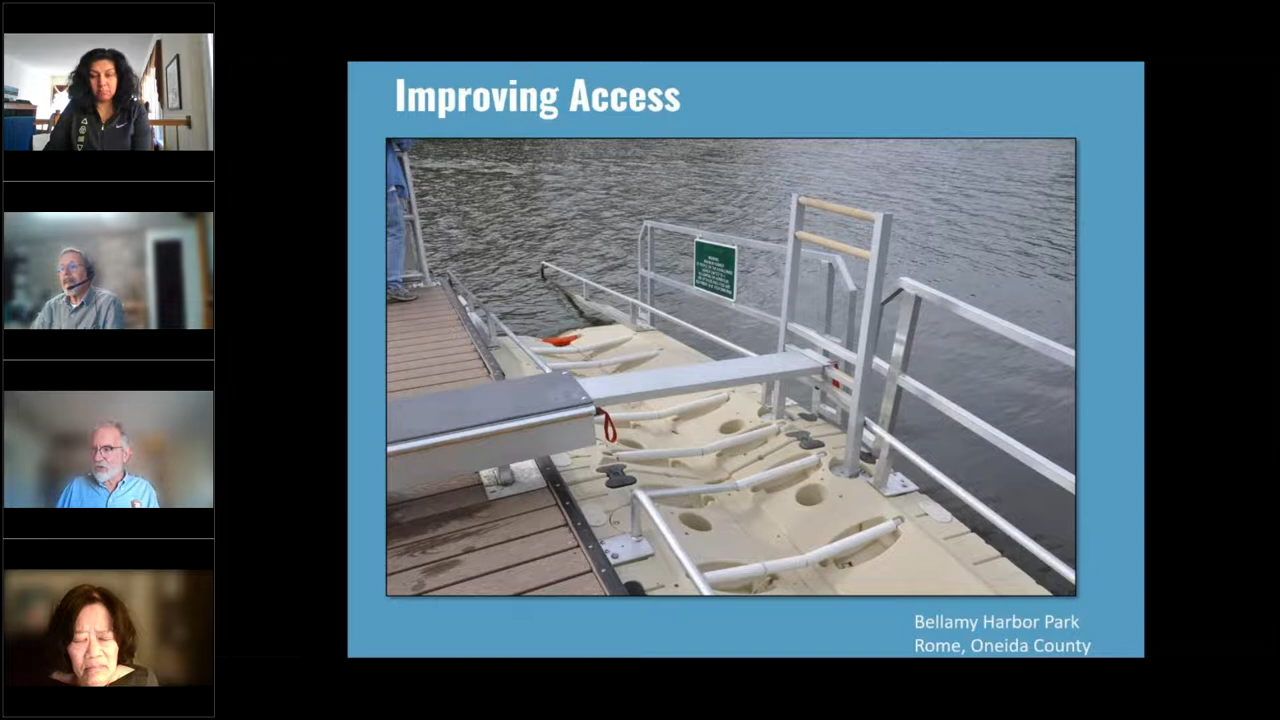 Improving Access
Bellamy Harbor Park
Rome, Oneida County